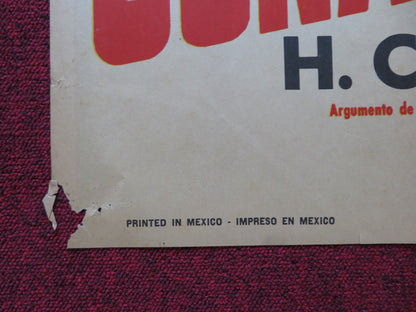 H. C
Argumento de
PRINTED IN MEXICO - IMPRESO EN MEXICO